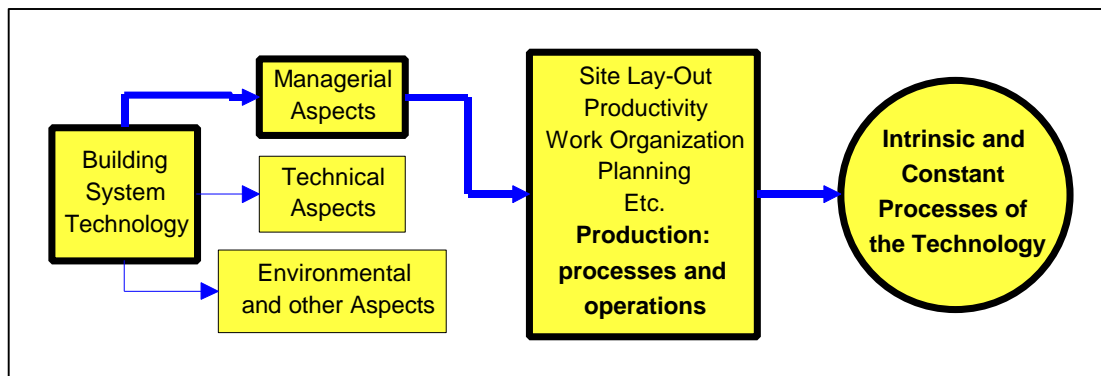 Building
System
Technology
Managerial
Aspects
Technical
Aspects
Environmental
and other Aspects
Site Lay-Out
Productivity
Work Organization
Planning
Etc.
Production:
processes and
operations
Intrinsic and
Constant
Processes of
the Technology